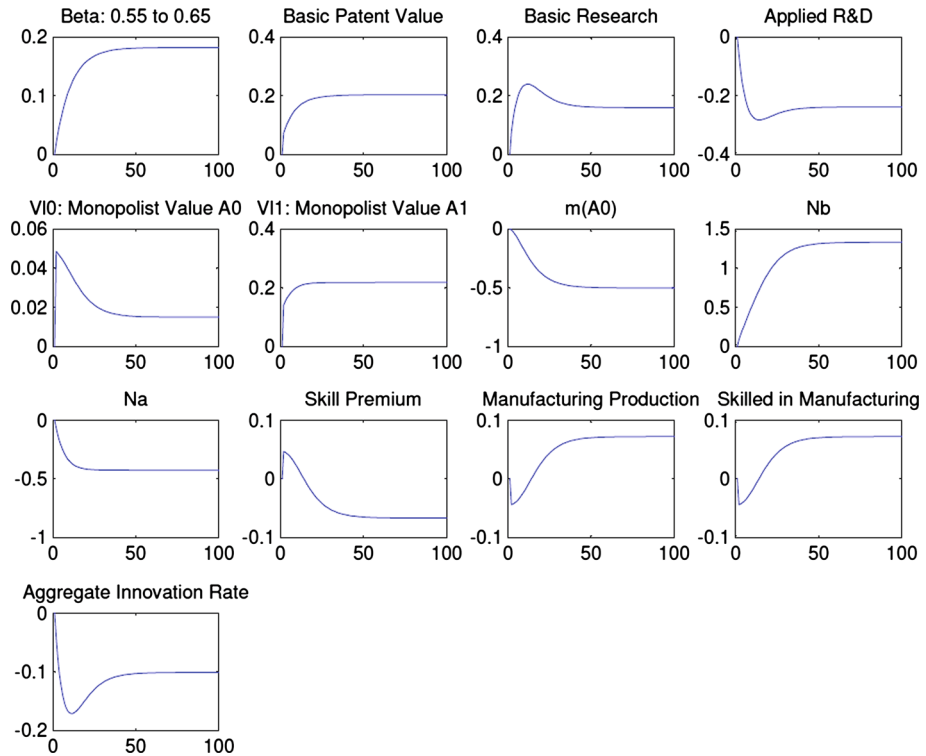 Beta: 0.55 to 0.65 Basic Patent Value Basic Research Applied R&D
0.2 0.4 0.4 0
0.1 0.2 0.2 -0.2
0 0 0 -0.4
0 50 100 0 50 100 0 50 100 0 50 100
VI0: Monopolist Value A0 VI1: Monopolist Value A1 m(A0) Nb
0.06 0.4 0 1.5
0.04 0.2 -0.5 1
0.02 0.5
0 0 -1 0
0 50 100 0 50 100 0 50 100 0 50 100
Na Skill Premium Manufacturing Production Skilled in Manufacturing
0 0.1 0.1 0.1
-0.5 0 0 0
-1 -0.1 -0.1 -0.1
0 50 100 0 50 100 0 50 100 0 50 100
Aggregate Innovation Rate
0
-0.1
-0.2
0 50 100